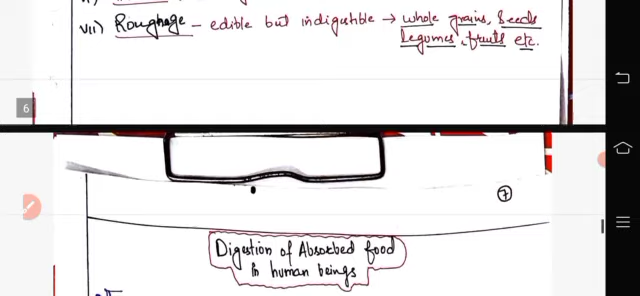 vii) Roughage – edible but indigestible → whole grains, seeds
legumes, fruits etc.
6
7
Digestion of Absorbed food
in human beings